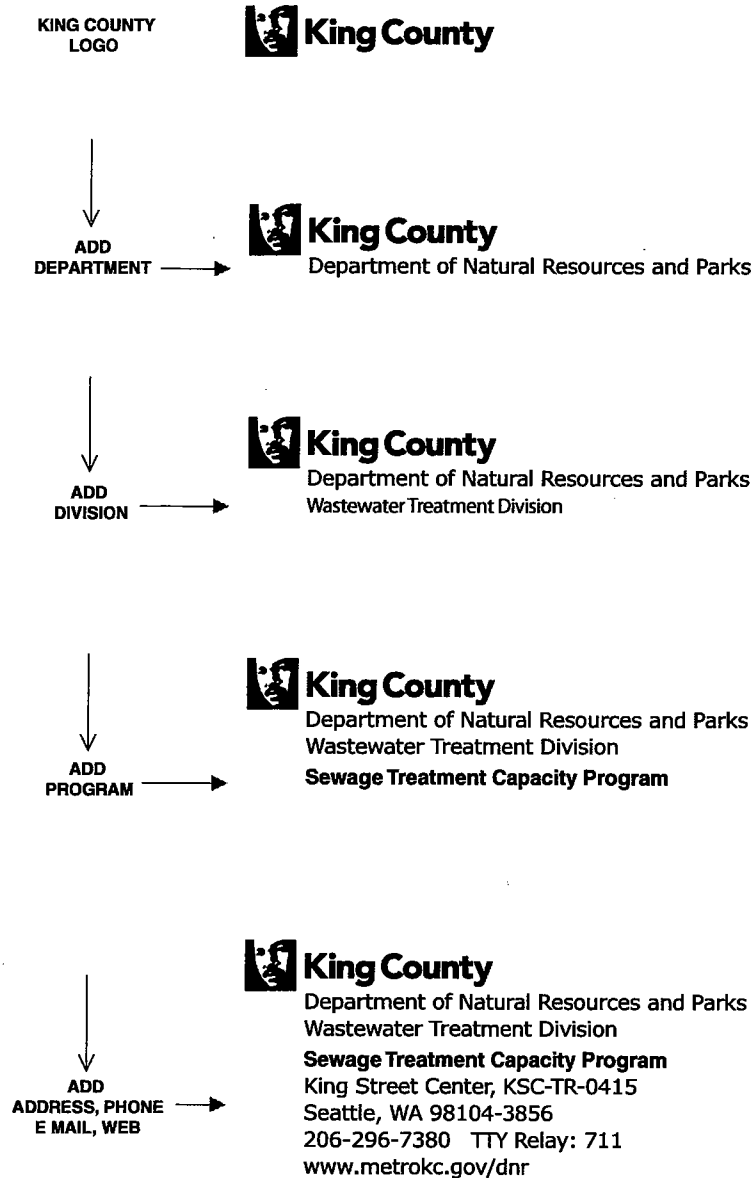 KING COUNTY
LOGO
King County
ADD
DEPARTMENT
King County
Department of Natural Resources and Parks
ADD
DIVISION
King County
Department of Natural Resources and Parks
Wastewater Treatment Division
ADD
PROGRAM
King County
Department of Natural Resources and Parks
Wastewater Treatment Division
Sewage Treatment Capacity Program
ADD
ADDRESS, PHONE
E MAIL, WEB
King County
Department of Natural Resources and Parks
Wastewater Treatment Division
Sewage Treatment Capacity Program
King Street Center, KSC-TR-0415
Seattle, WA 98104-3856
206-296-7380 TTY Relay: 711
www.metrokc.gov/dnr